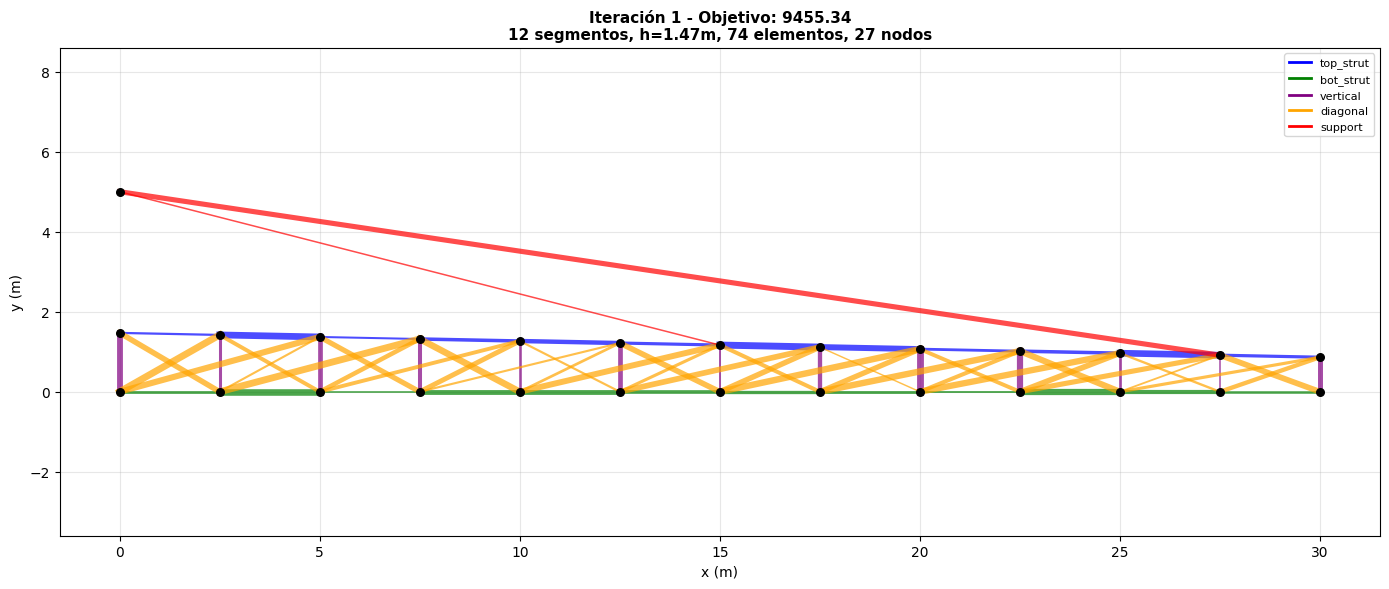 Iteración 1 - Objetivo: 9455.34
12 segmentos, h=1.47m, 74 elementos, 27 nodos
top_strut
bot_strut
vertical
diagonal
support
y (m)
8
6
4
2
0
−2
0
5
10
15
20
25
30
x (m)